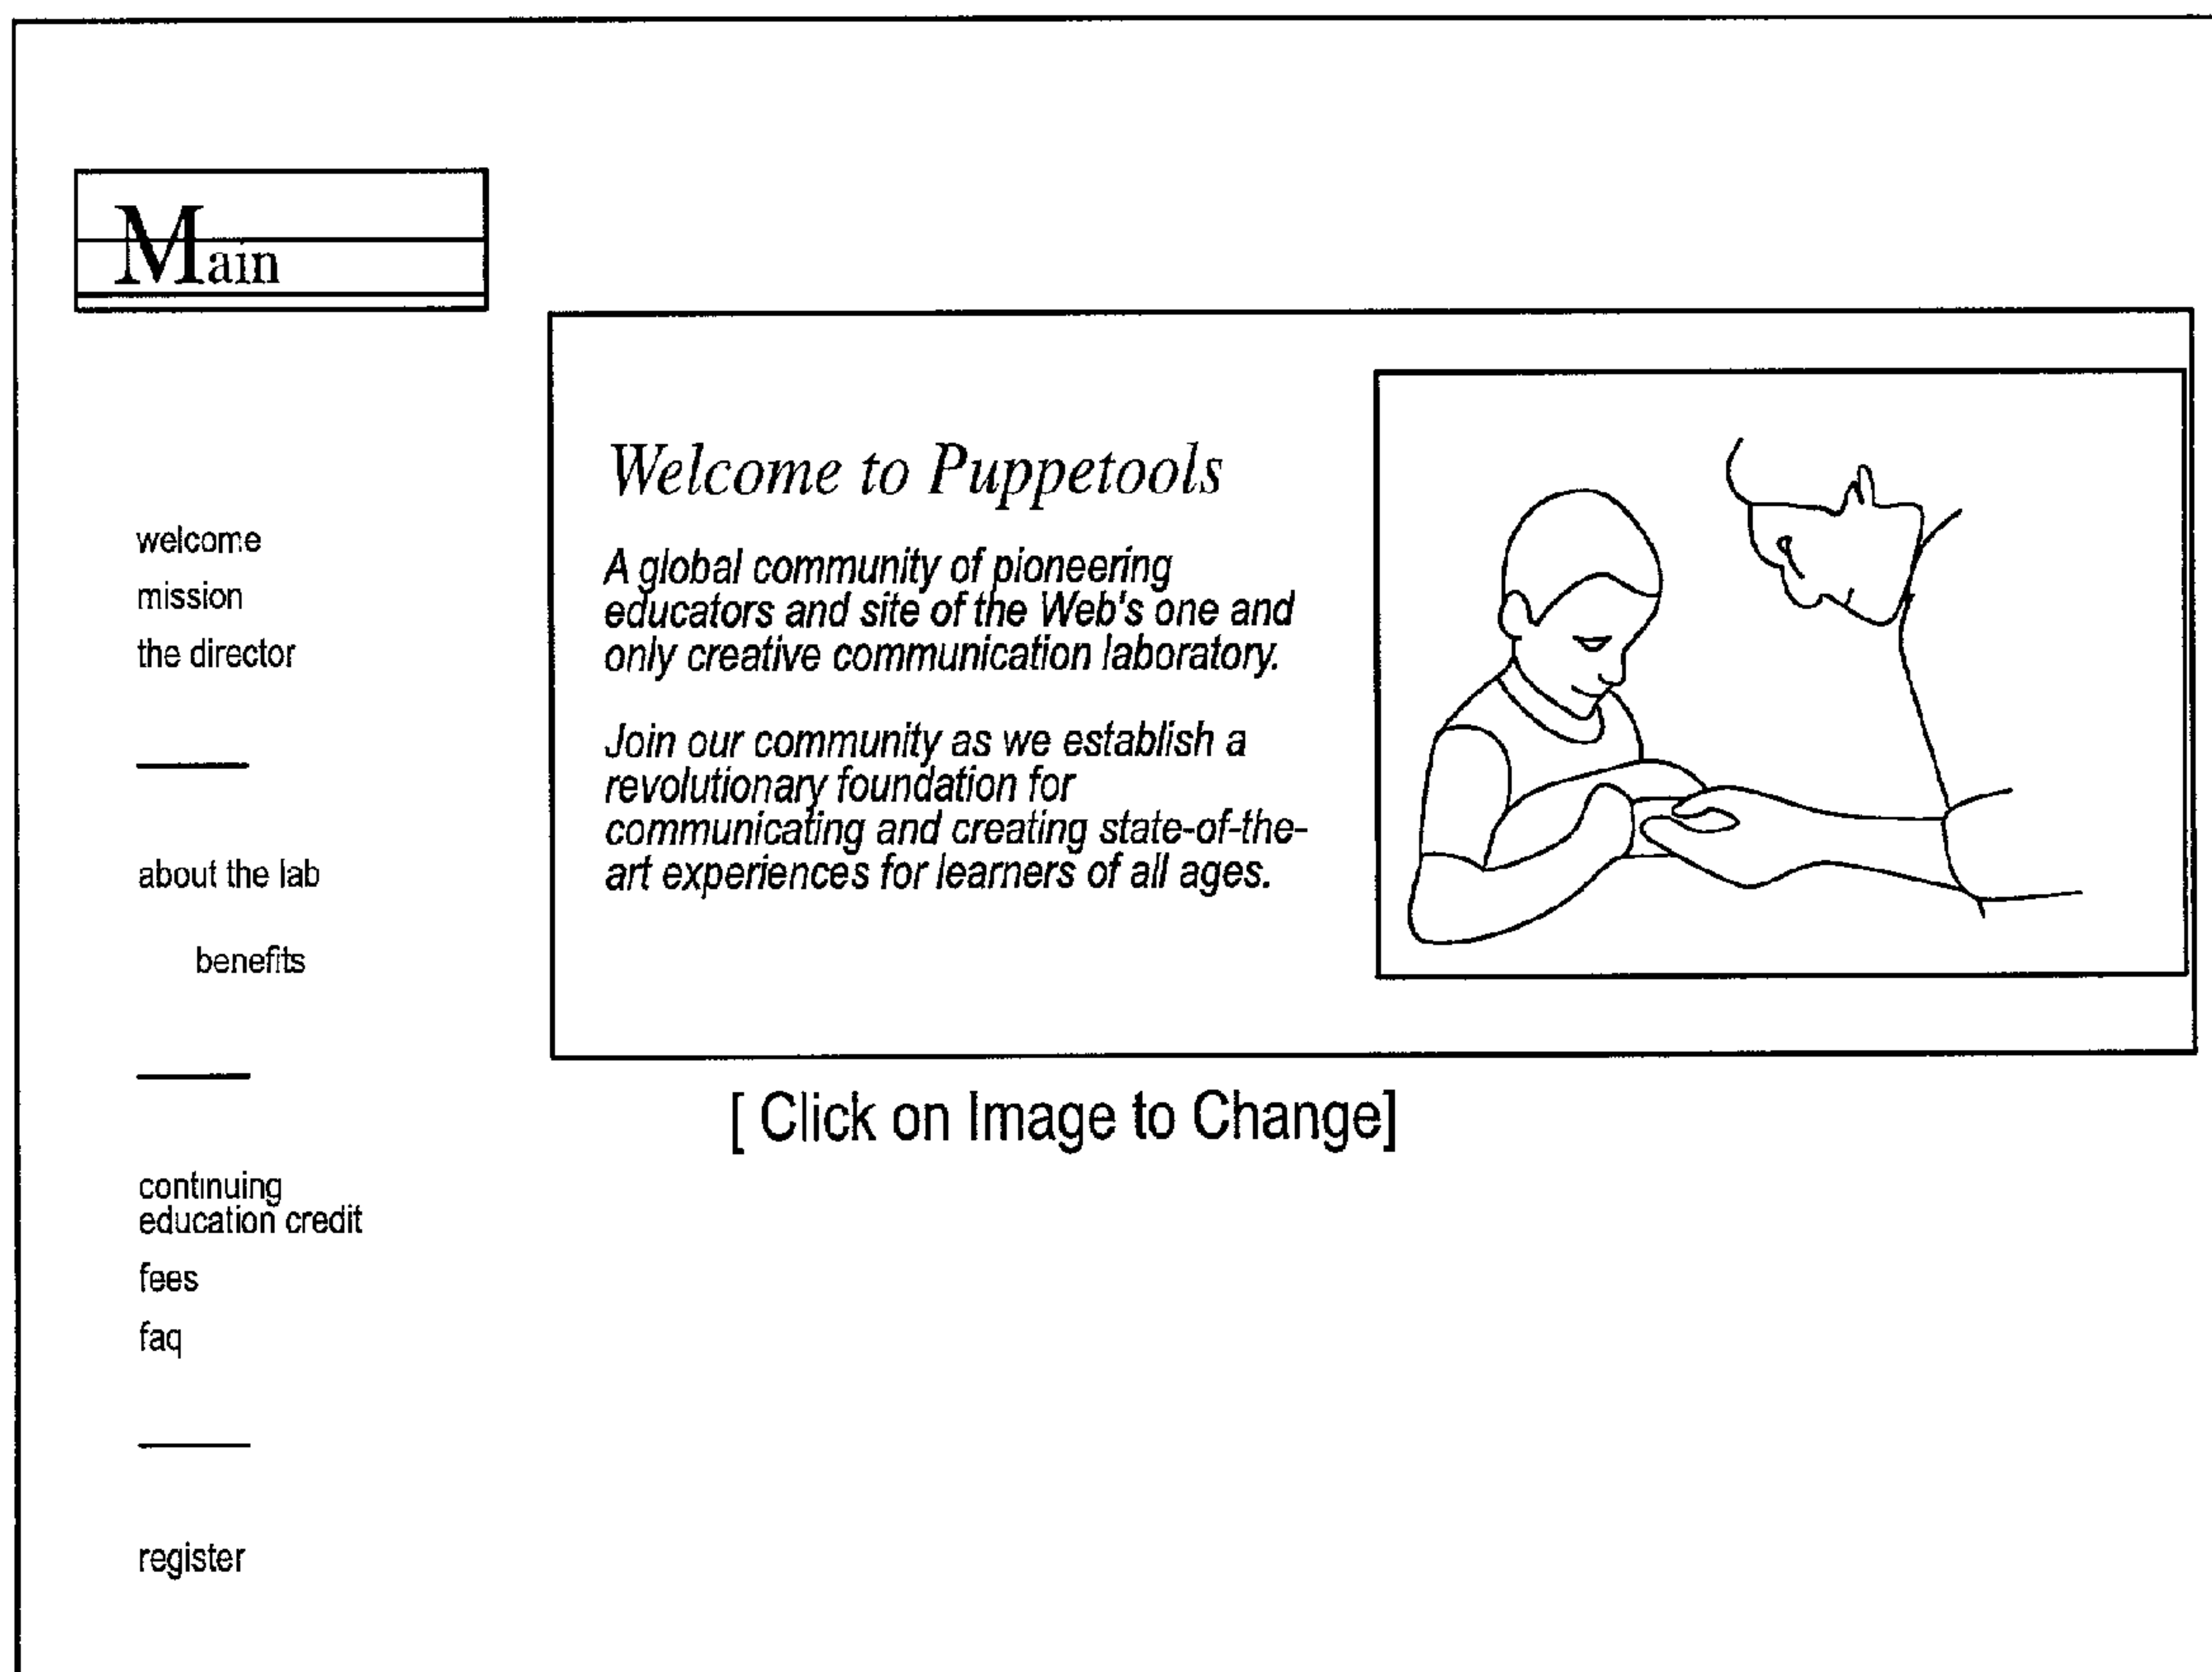 Main
welcome
mission
the director
about the lab
benefits
continuing
education credit
fees
faq
register
Welcome to Puppetools
A global community of pioneering
educators and site of the Web's one and
only creative communication laboratory.
Join our community as we establish a
revolutionary foundation for
communicating and creating state-of-the-
art experiences for learners of all ages.
[ Click on Image to Change]